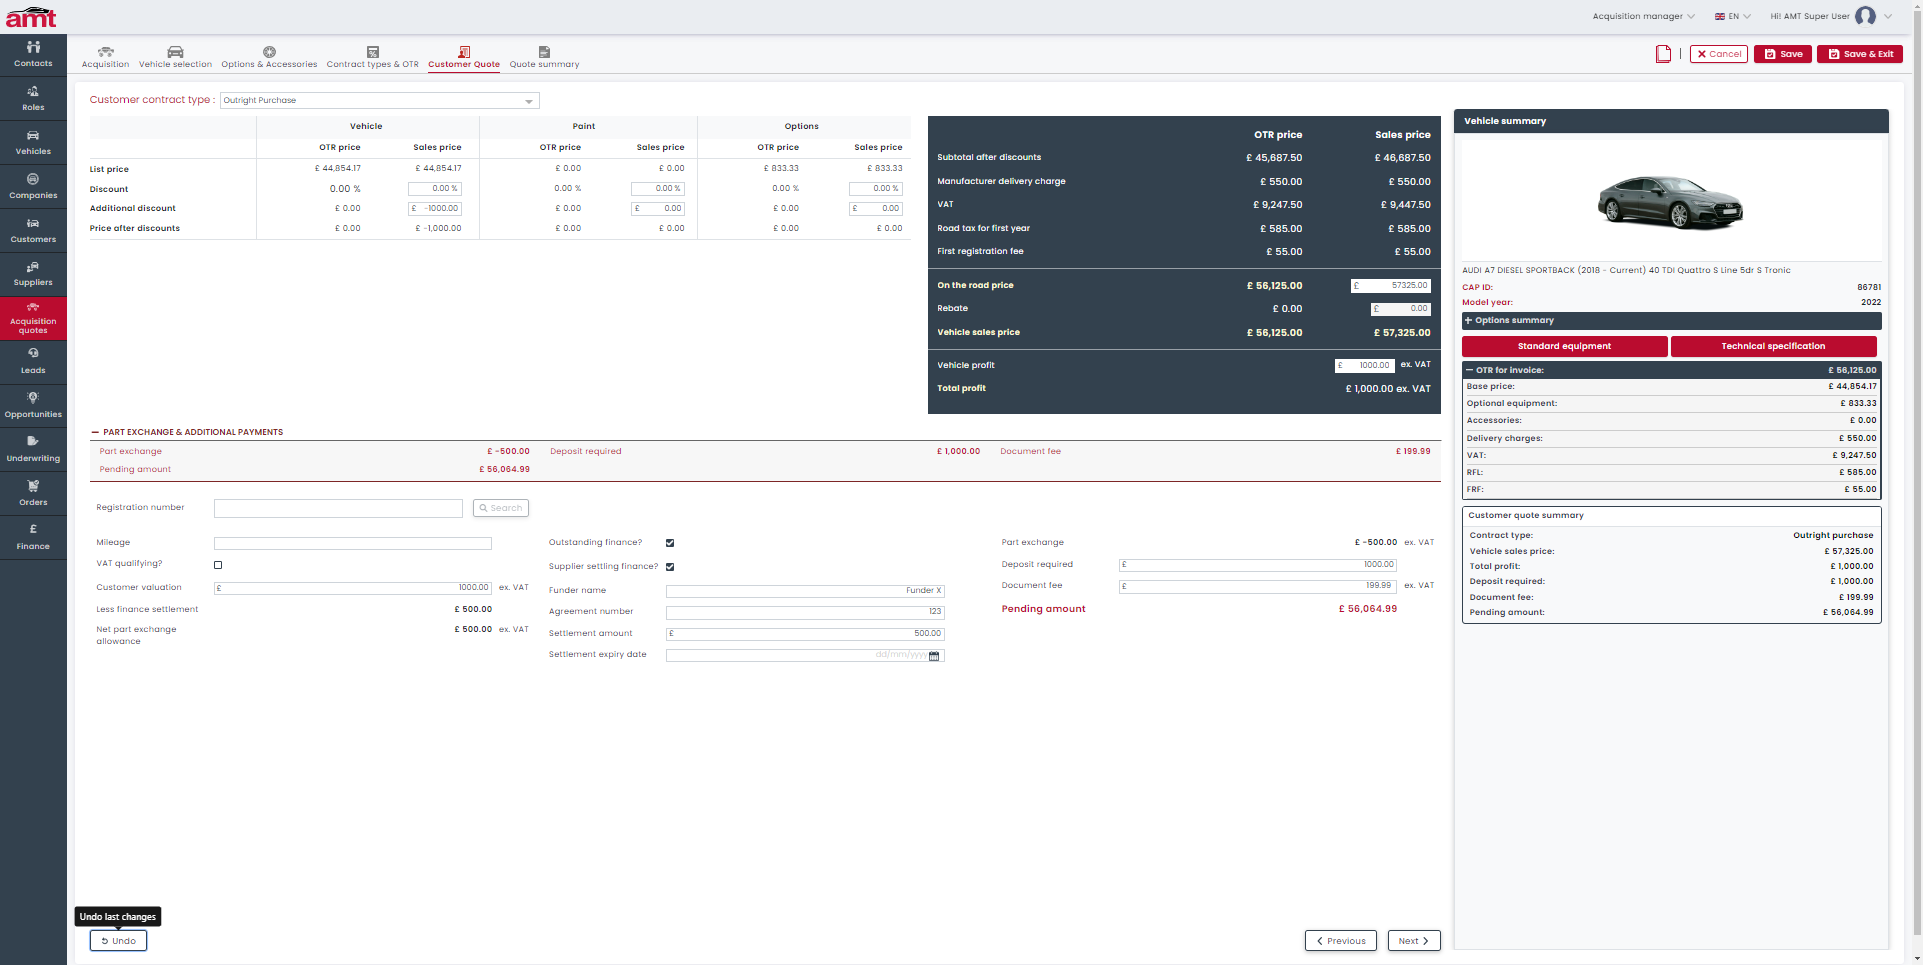 amt
Acquisition manager
EN
Hi! AMT Super User
Contacts
Roles
Vehicles
Companies
Customers
Suppliers
Acquisition quotes
Leads
Opportunities
Underwriting
Orders
Finance
Acquisition Vehicle selection Options & Accessories Contract types & OTR Customer Quote Quote summary
Cancel Save Save & Exit
Customer contract type : Outright Purchase
Vehicle Paint Options
OTR price Sales price OTR price Sales price OTR price Sales price
List price £ 44,854.17 £ 44,854.17 £ 0.00 £ 0.00 £ 833.33 £ 833.33
Discount 0.00 % 0.00 % 0.00 % 0.00 % 0.00 % 0.00 %
Additional discount £ 0.00 £ -1000.00 £ 0.00 £ 0.00 £ 0.00 £ 0.00
Price after discounts £ 0.00 £ -1,000.00 £ 0.00 £ 0.00 £ 0.00 £ 0.00
OTR price Sales price
Subtotal after discounts £ 45,687.50 £ 46,687.50
Manufacturer delivery charge £ 550.00 £ 550.00
VAT £ 9,247.50 £ 9,447.50
Road tax for first year £ 585.00 £ 585.00
First registration fee £ 55.00 £ 55.00
On the road price £ 56,125.00 £ 57325.00
Rebate £ 0.00 £ 0.00
Vehicle sales price £ 56,125.00 £ 57,325.00
Vehicle profit £ 1000.00 ex. VAT
Total profit £ 1,000.00 ex. VAT
PART EXCHANGE & ADDITIONAL PAYMENTS
Part exchange £ -500.00 Deposit required £ 1,000.00 Document fee £ 199.99
Pending amount £ 56,064.99
Registration number Search
Mileage
VAT qualifying?
Customer valuation £ 1000.00 ex. VAT
Less finance settlement £ 500.00
Net part exchange allowance £ 500.00 ex. VAT
Outstanding finance?
Supplier settling finance?
Funder name Funder X
Agreement number 123
Settlement amount £ 500.00
Settlement expiry date dd/mm/yyyy
Part exchange £ -500.00 ex. VAT
Deposit required £ 1000.00
Document fee £ 199.99 ex. VAT
Pending amount £ 56,064.99
Undo last changes
Undo
Previous Next
Vehicle summary
AUDI A7 DIESEL SPORTBACK (2018 - Current) 40 TDI Quattro S Line 5dr S Tronic
CAP ID: 86781
Model year: 2022
Options summary
Standard equipment Technical specification
OTR for invoice: £ 56,125.00
Base price: £ 44,854.17
Optional equipment: £ 833.33
Accessories: £ 0.00
Delivery charges: £ 550.00
VAT: £ 9,247.50
RFL: £ 585.00
FRF: £ 55.00
Customer quote summary
Contract type: Outright purchase
Vehicle sales price: £ 57,325.00
Total profit: £ 1,000.00
Deposit required: £ 1,000.00
Document fee: £ 199.99
Pending amount: £ 56,064.99